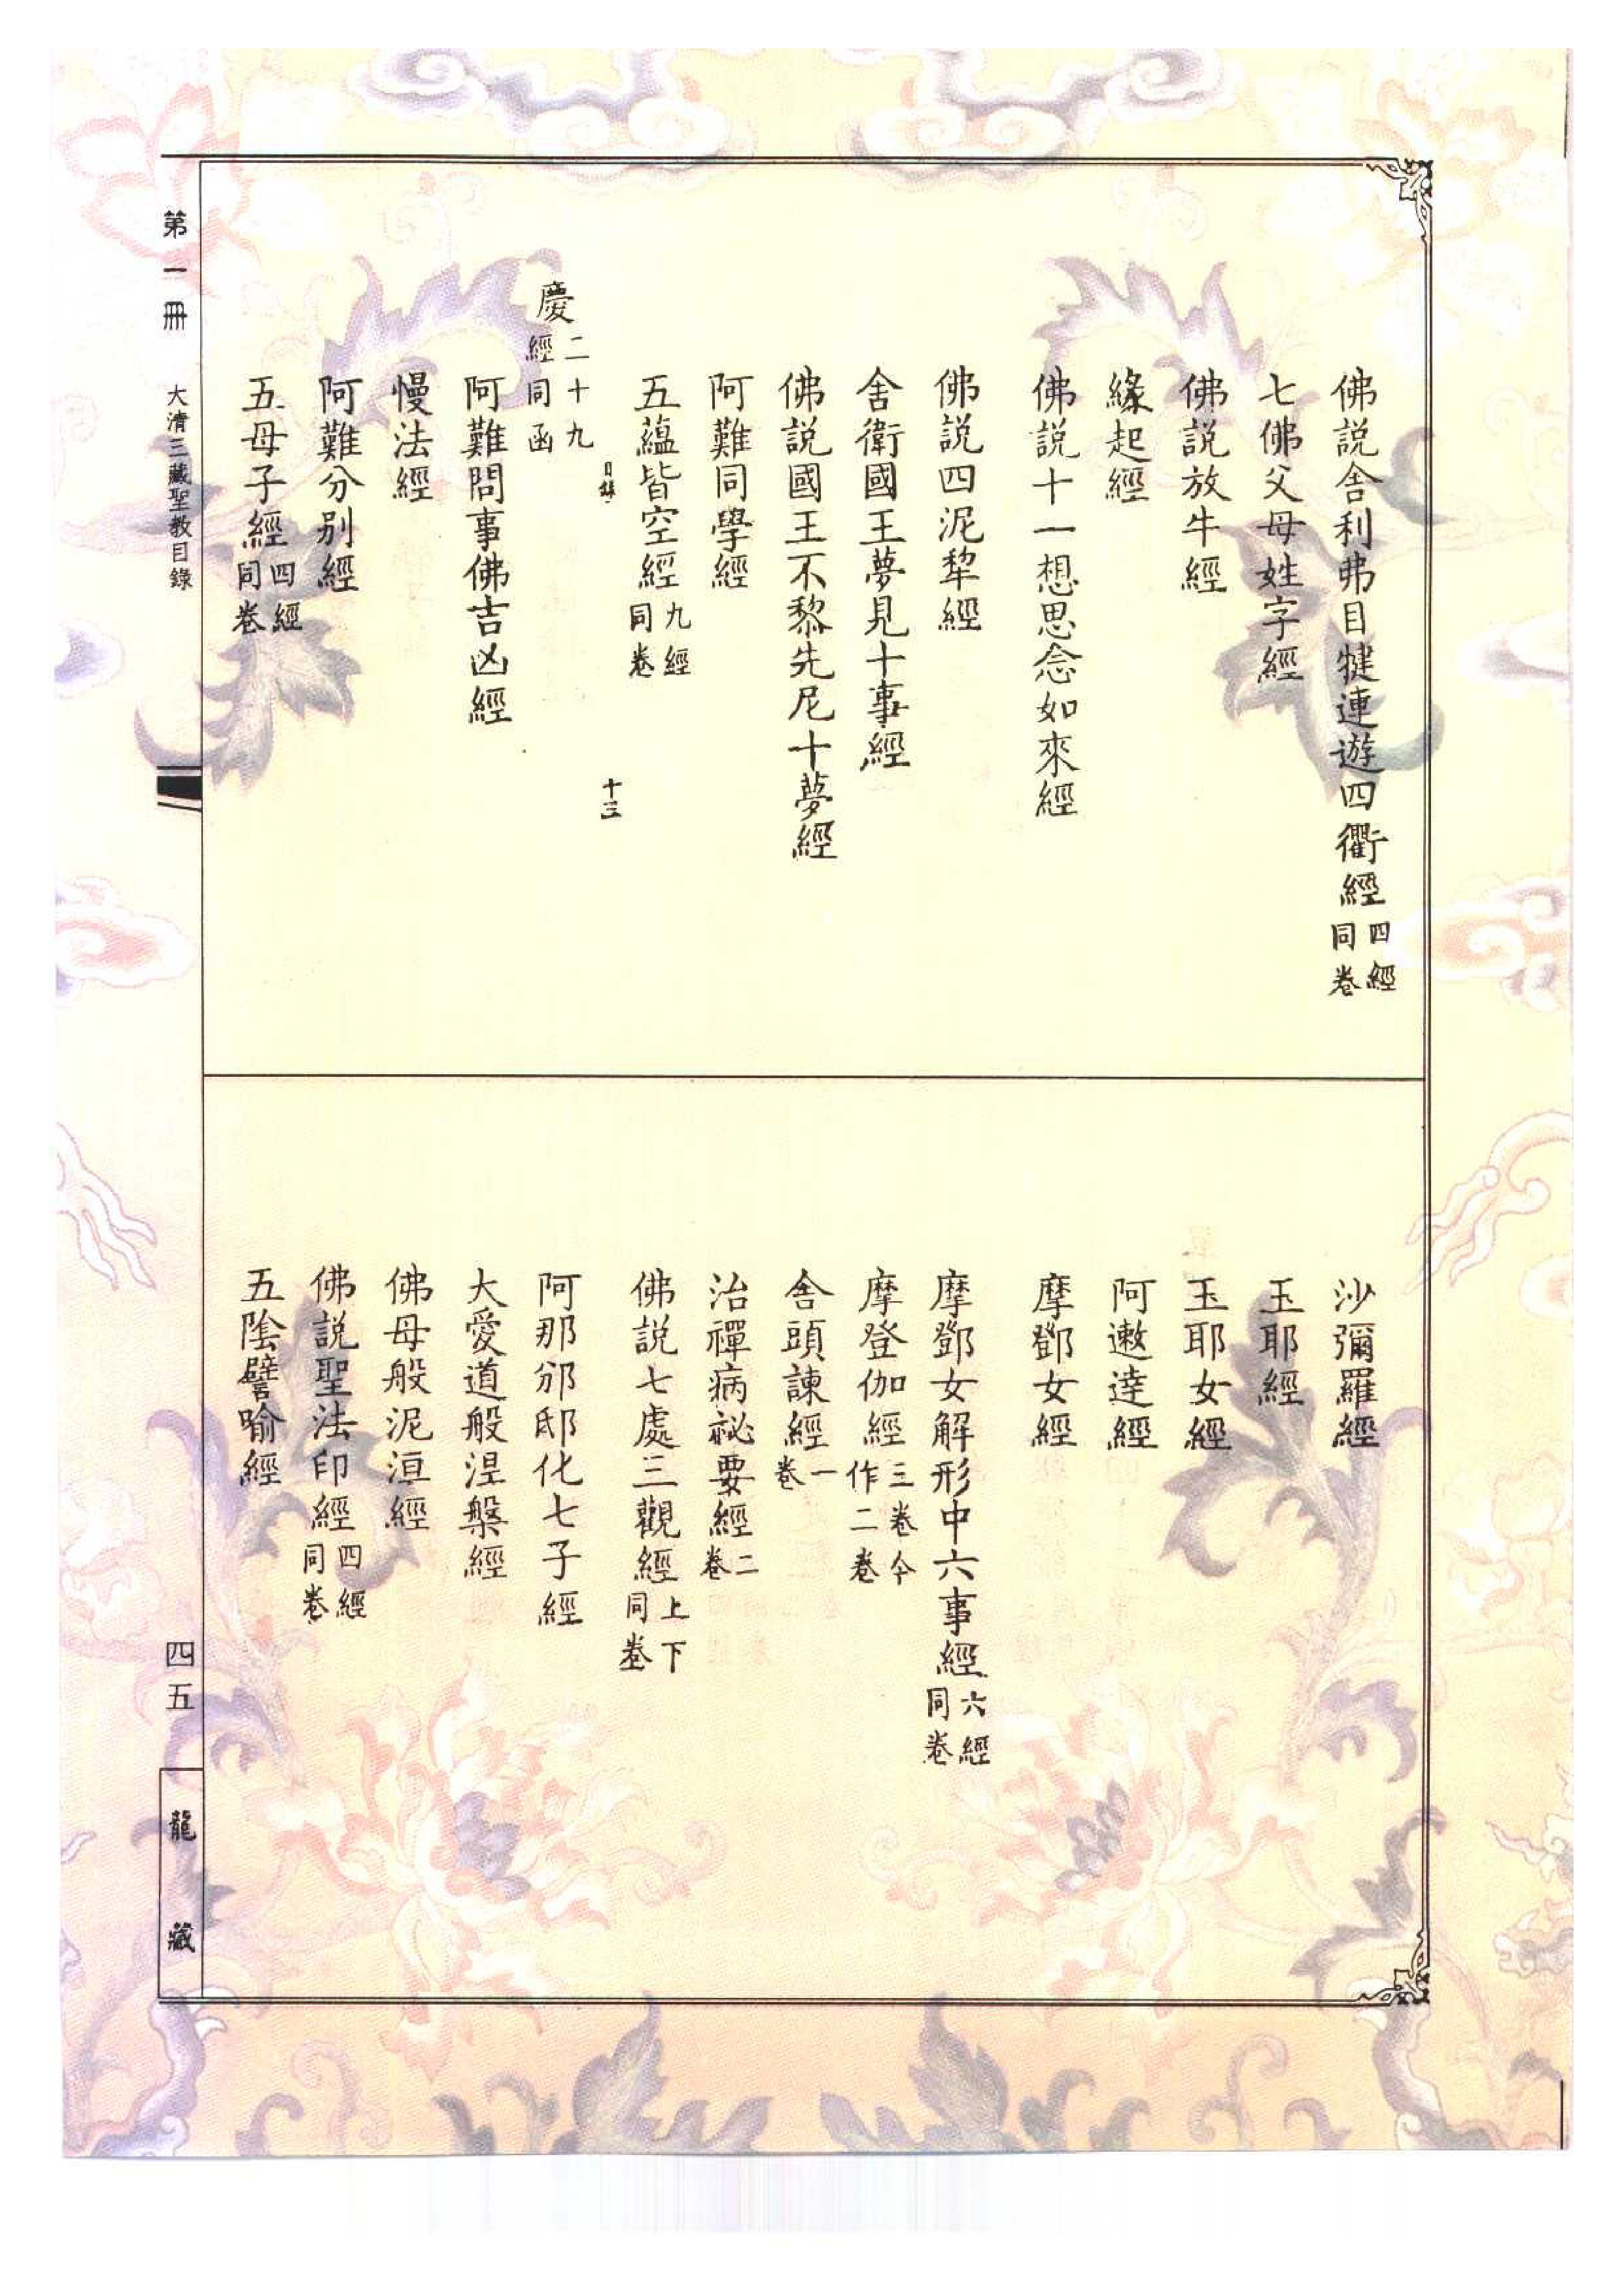 佛説舎利弗目犍連遊四衢經四經同卷
七佛父母姓字經
佛説放牛經
緣起經
佛説十一想思念如來經
佛説四泥犂經
舎衛國王夢見十事經
佛説國王不黎先尼十夢經
阿難同學經
五蘊皆空經九經同卷
目錄 十三
慶二十九經同函
阿難問事佛吉凶經
慢法經
阿難分别經
五母子經四經同卷
沙彌羅經
玉耶經
玉耶女經
阿遬達經
摩鄧女經
摩鄧女解形中六事經六經同卷
摩登伽經三卷今作二卷
舎頭諫經一卷
治禪病祕要經二卷
佛説七處三觀經上下同卷
阿那邠邸化七子經
大愛道般涅槃經
佛母般泥洹經
佛説聖法印經四經同卷
五陰譬喻經
第一冊 大清三藏聖教目錄
四五
龍藏